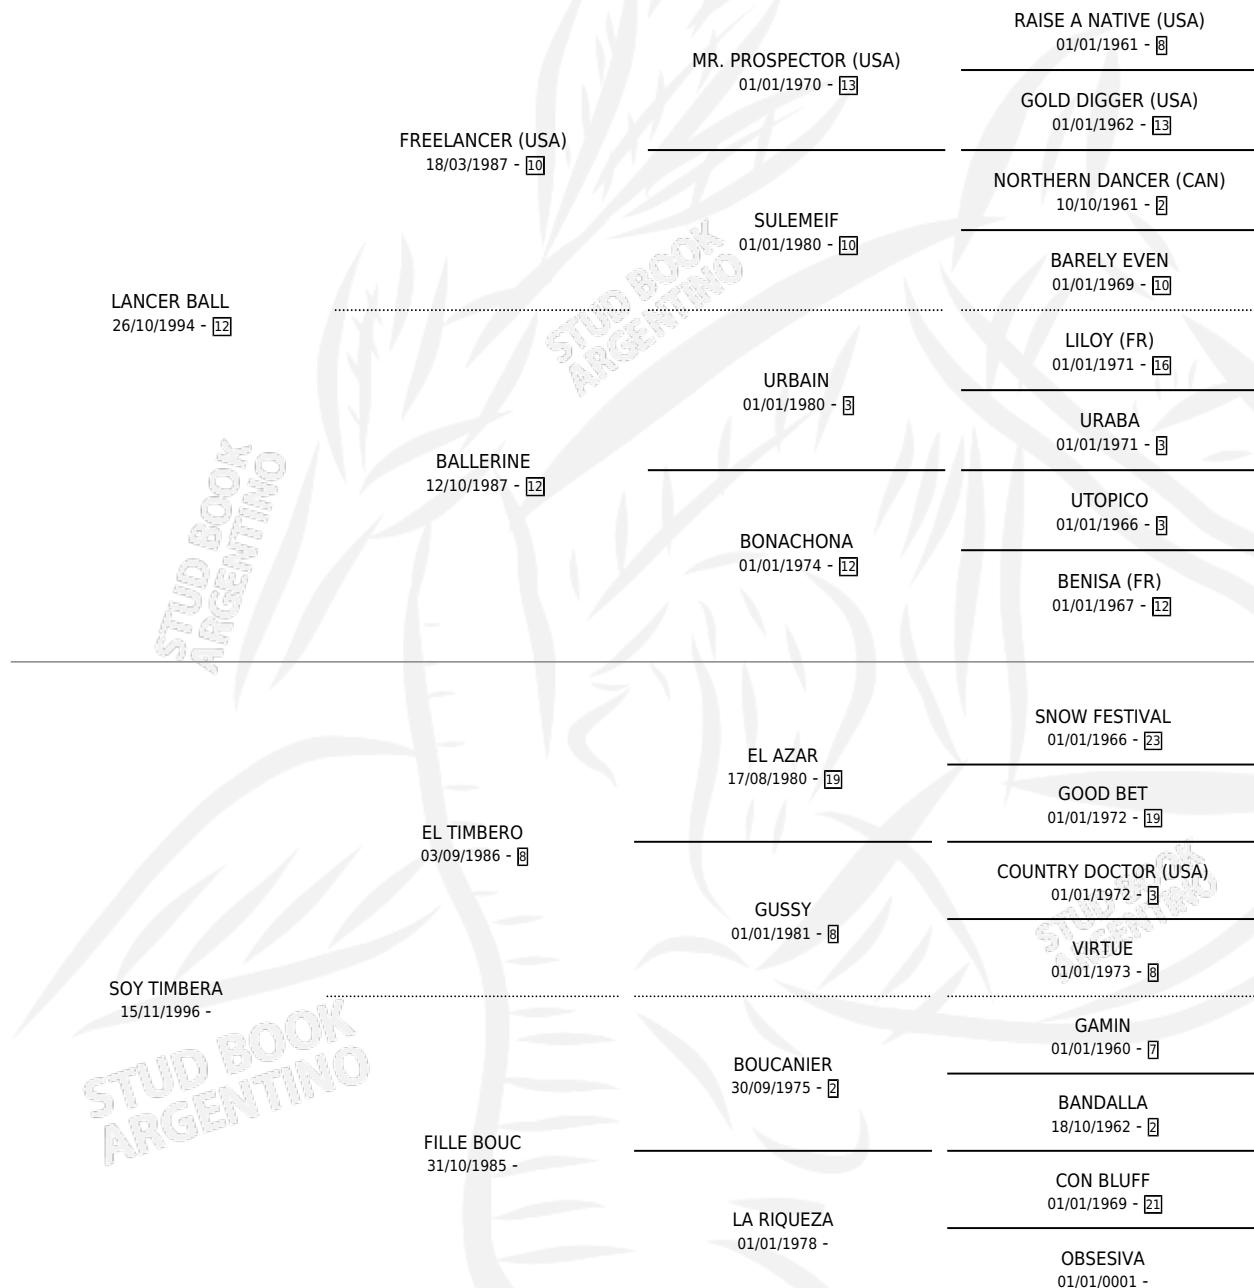 RAISE A NATIVE (USA)
01/01/1961 - 8
MR. PROSPECTOR (USA)
01/01/1970 - 13
GOLD DIGGER (USA)
01/01/1962 - 13
FREELANCER (USA)
18/03/1987 - 10
NORTHERN DANCER (CAN)
10/10/1961 - 2
SULEMEIF
01/01/1980 - 10
BARELY EVEN
01/01/1969 - 10
LANCER BALL
26/10/1994 - 12
LILOY (FR)
01/01/1971 - 16
URBAIN
01/01/1980 - 3
URABA
01/01/1971 - 3
BALLERINE
12/10/1987 - 12
UTOPICO
01/01/1966 - 3
BONACHONA
01/01/1974 - 12
BENISA (FR)
01/01/1967 - 12
SNOW FESTIVAL
01/01/1966 - 23
EL AZAR
17/08/1980 - 19
GOOD BET
01/01/1972 - 19
EL TIMBERO
03/09/1986 - 8
COUNTRY DOCTOR (USA)
01/01/1972 - 3
GUSSY
01/01/1981 - 8
VIRTUE
01/01/1973 - 8
SOY TIMBERA
15/11/1996 -
GAMIN
01/01/1960 - 7
BOUCANIER
30/09/1975 - 2
BANDALLA
18/10/1962 - 2
FILLE BOUC
31/10/1985 -
CON BLUFF
01/01/1969 - 21
LA RIQUEZA
01/01/1978 -
OBSESIVA
01/01/0001 -
STUD BOOK
ARGENTINO
STUD BOOK
ARGENTINO
STUD BOOK
ARGENTINO
STUD BOOK
ARGENTINO